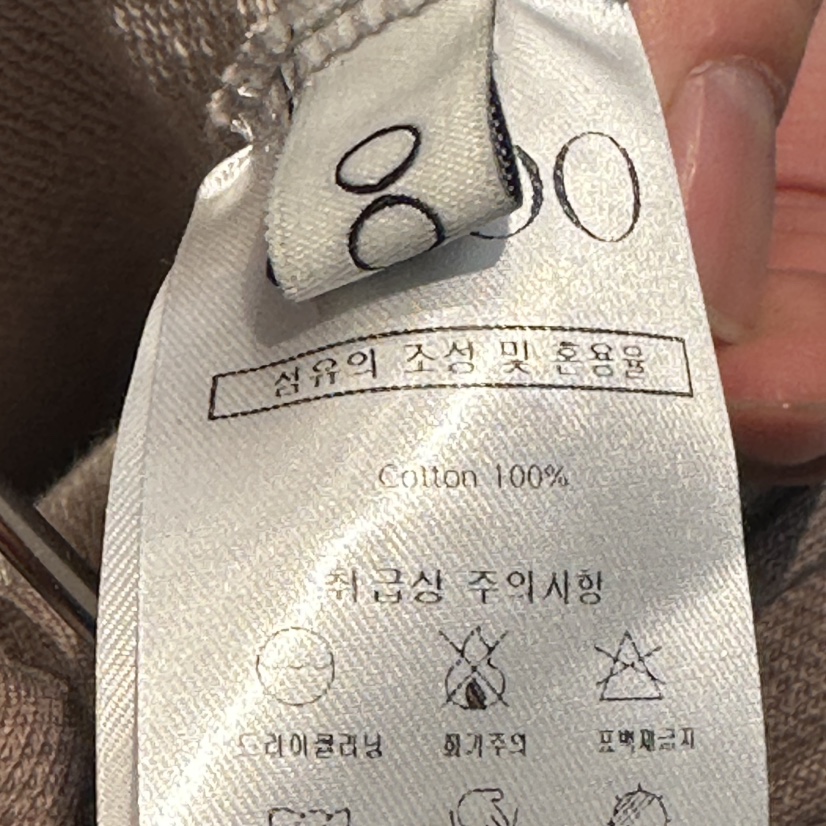 섬유의 조성 및 혼용율
Cotton 100%
취급상 주의사항
드라이클리닝 화기주의 표백제금지